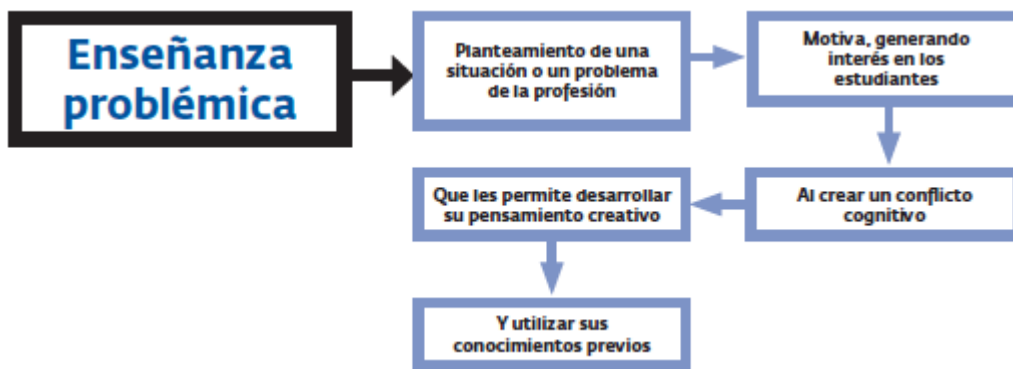 Enseñanza
problémica
Planteamiento de una
situación o un problema
de la profesión
Motiva, generando
interés en los
estudiantes
Al crear un conflicto
cognitivo
Que les permite desarrollar
su pensamiento creativo
Y utilizar sus
conocimientos previos